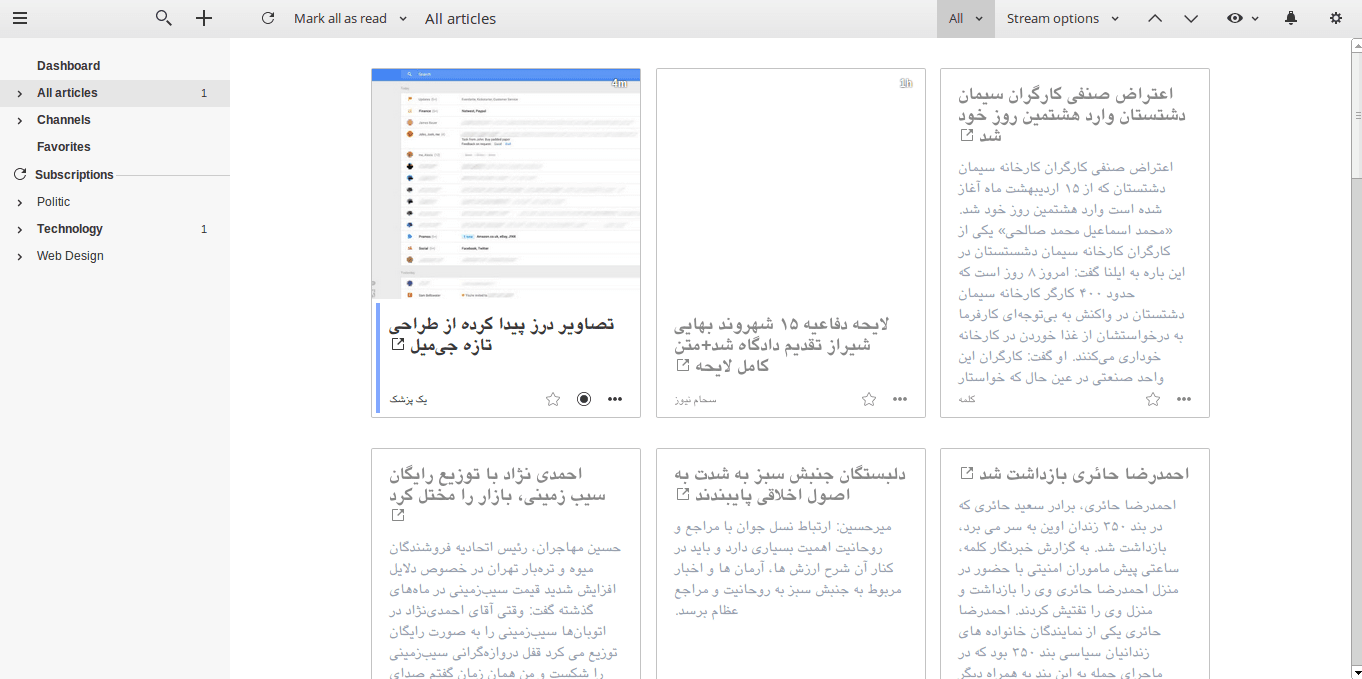 Mark all as read
All articles
All
Stream options
Dashboard
All articles 1
Channels
Favorites
Subscriptions
Politic
Technology 1
Web Design
4m
تصاویر درز پیدا کرده از طراحی
تازه جی‌میل
یک پزشک
1h
لایحه دفاعیه ۱۵ شهروند بهایی
شیراز تقدیم دادگاه شد+متن
کامل لایحه
سحام نیوز
اعتراض صنفی کارگران سیمان
دشتستان وارد هشتمین روز خود
شد
اعتراض صنفی کارگران کارخانه سیمان
دشتستان که از ۱۵ اردیبهشت ماه آغاز
شده است وارد هشتمین روز خود شد.
«محمد اسماعیل محمد صالحی» یکی از
کارگران کارخانه سیمان دشستستان در
این باره به ایلنا گفت: امروز ۸ روز است که
حدود ۴۰۰ کارگر کارخانه سیمان
دشتستان در واکنش به بی‌توجه‌ای کارفرما
به درخواستشان از غذا خوردن در کارخانه
خوداری می‌کنند. او گفت: کارگران این
واحد صنعتی در عین حال که خواستار
کلمه
احمدی نژاد با توزیع رایگان
سیب زمینی، بازار را مختل کرد
حسین مهاجران، رئیس اتحادیه فروشندگان
میوه و تره‌بار تهران در خصوص دلایل
افزایش شدید قیمت سیب‌زمینی در ماه‌های
گذشته گفت: وقتی آقای احمدی‌نژاد در
اتوبان‌ها سیب‌زمینی را به صورت رایگان
توزیع می کرد قفل دروازه‌گرانی سیب‌زمینی
را شکست و من همان زمان گفتم صدای
دلبستگان جنبش سبز به شدت به
اصول اخلاقی پایبندند
میرحسین: ارتباط نسل جوان با مراجع و
روحانیت اهمیت بسیاری دارد و باید در
کنار آن شرح ارزش ها، آرمان ها و اخبار
مربوط به جنبش سبز به روحانیت و مراجع
عظام برسد.
احمدرضا حائری بازداشت شد
احمدرضا حائری، برادر سعید حائری که
در بند ۳۵۰ زندان اوین به سر می برد،
بازداشت شد. به گزارش خبرنگار کلمه،
ساعتی پیش ماموران امنیتی با حضور در
منزل احمدرضا حائری وی را بازداشت و
منزل وی را تفتیش کردند. احمدرضا
حائری یکی از نمایندگان خانواده های
زندانیان سیاسی بند ۳۵۰ بود که در
ماجرای حمله به این بند به همراه دیگر